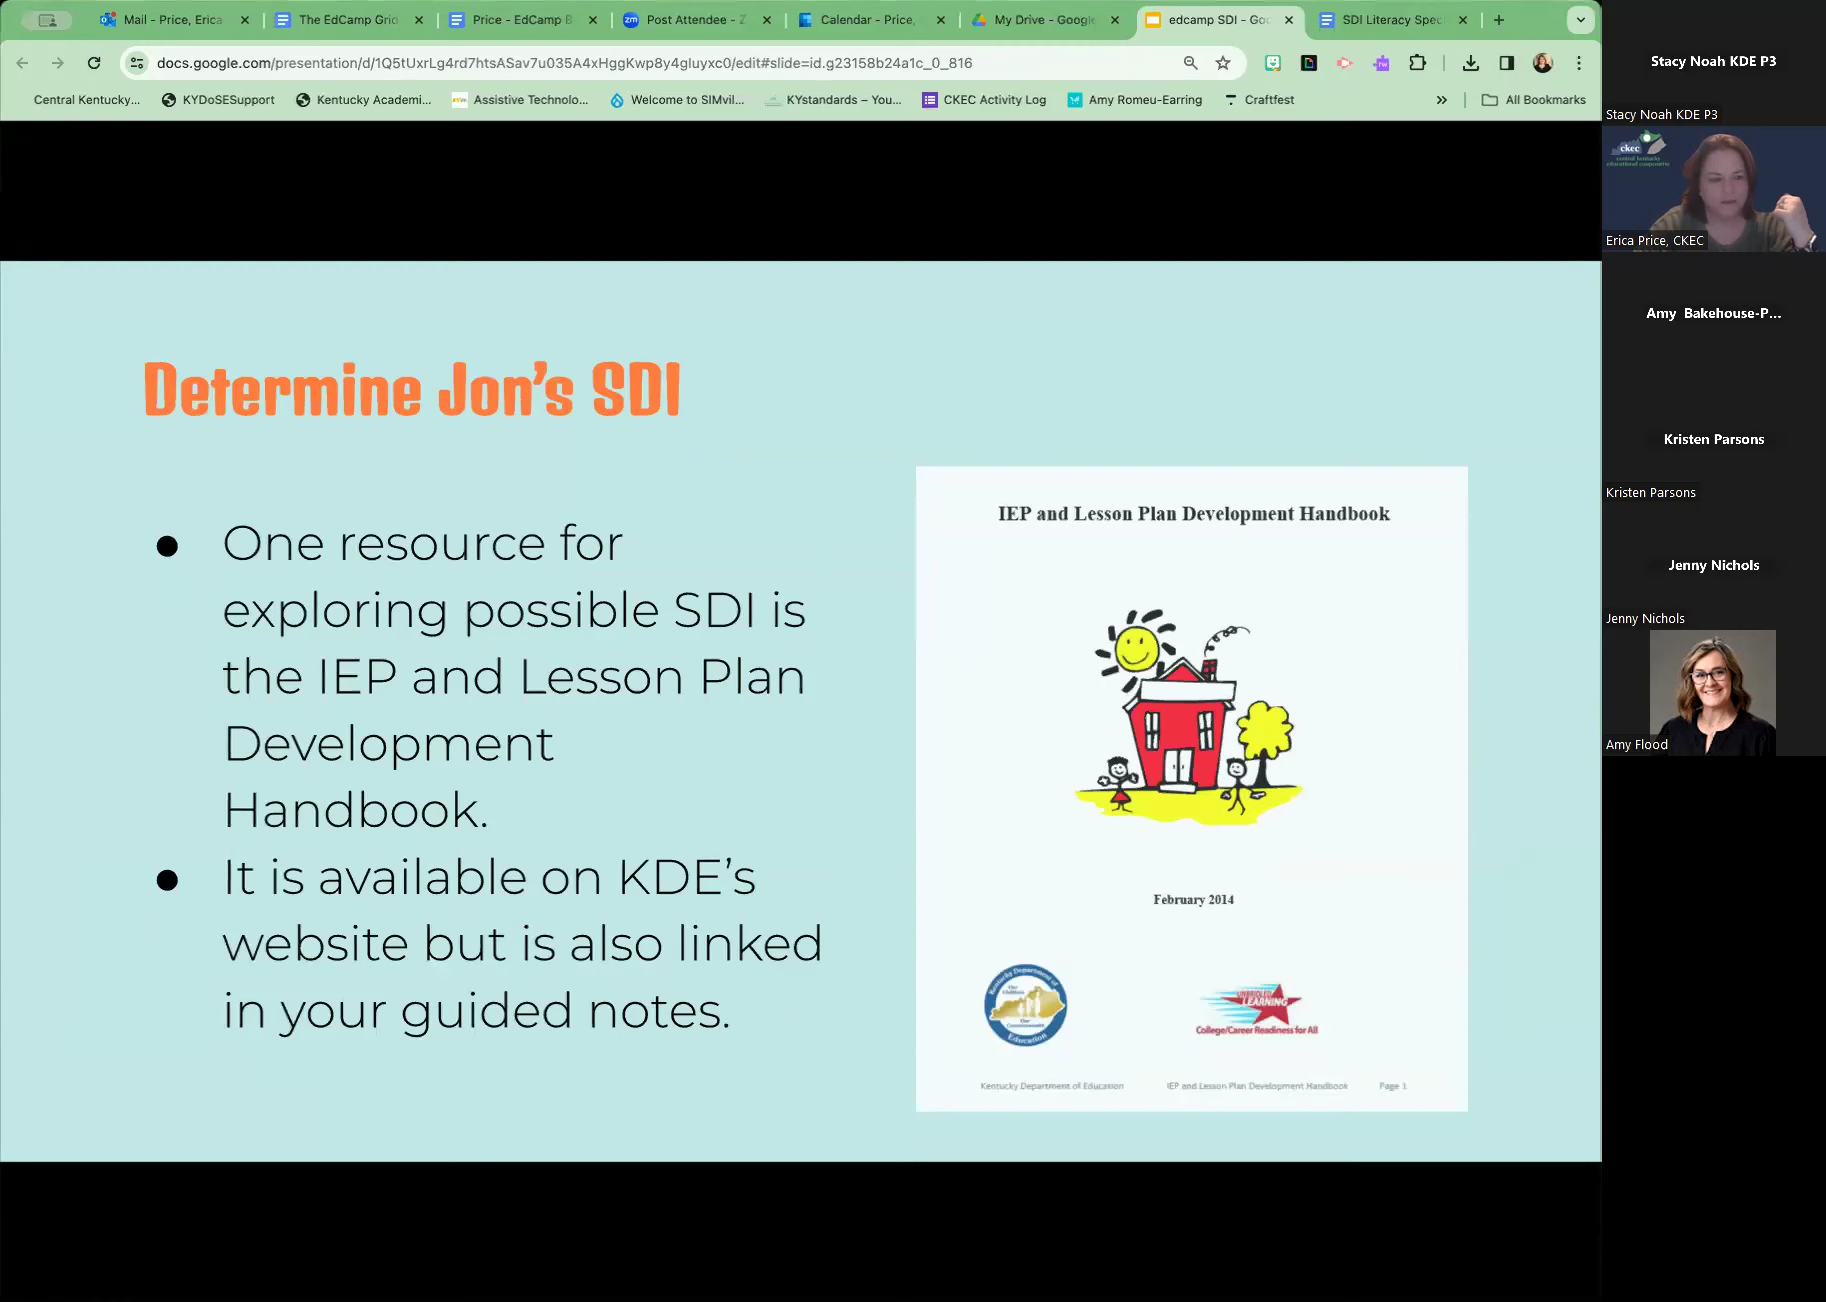 Mail - Price, Erica
The EdCamp Grid
Price - EdCamp B
Post Attendee - Z
Calendar - Price,
My Drive - Google
edcamp SDI - Goo
SDI Literacy Spec
docs.google.com/presentation/d/1Q5tUxrLg4rd7htsASav7u035A4xHggKwp8y4gluyxc0/edit#slide=id.g23158b24a1c_0_816
Central Kentucky...
KYDoSESupport
Kentucky Academi...
Assistive Technolo...
Welcome to SIMvil...
KYstandards – You...
CKEC Activity Log
Amy Romeu-Earring
Craftfest
»
All Bookmarks
Determine Jon's SDI
● One resource for
exploring possible SDI is
the IEP and Lesson Plan
Development
Handbook.
● It is available on KDE's
website but is also linked
in your guided notes.
IEP and Lesson Plan Development Handbook
February 2014
Kentucky Department of
Education
UNBRIDLED
LEARNING
College/Career Readiness for All
Kentucky Department of Education IEP and Lesson Plan Development Handbook Page 1
Stacy Noah KDE P3
Stacy Noah KDE P3
ckec
central kentucky
educational cooperative
Erica Price, CKEC
Amy Bakehouse-P...
Kristen Parsons
Kristen Parsons
Jenny Nichols
Jenny Nichols
Amy Flood